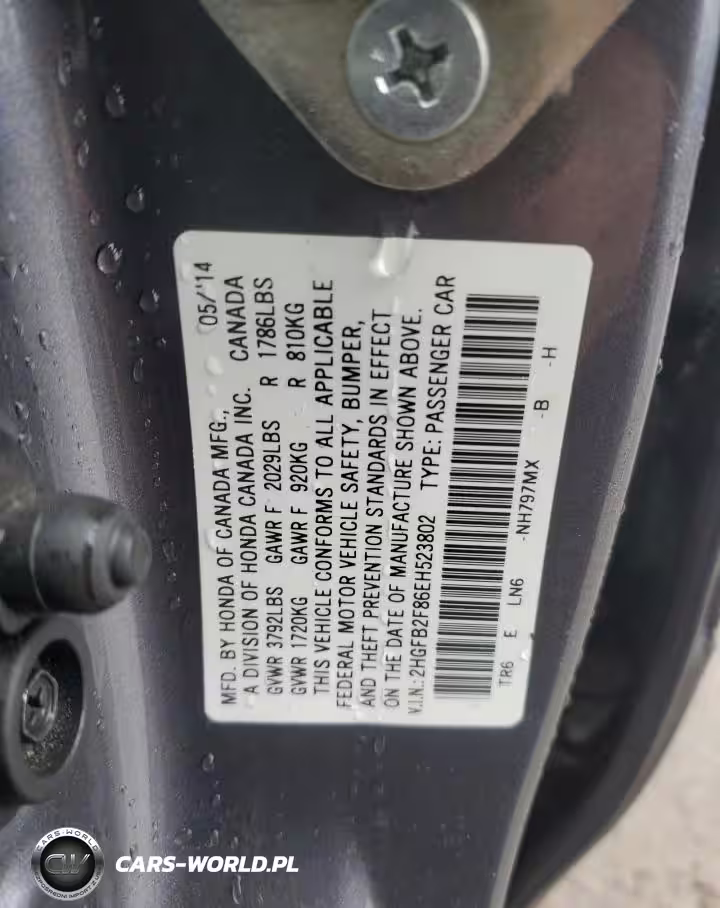 MFD. BY HONDA OF CANADA MFG., 05/'14
A DIVISION OF HONDA CANADA INC. CANADA
GVWR 3792LBS GAWR F 2029LBS R 1786LBS
GVWR 1720KG GAWR F 920KG R 810KG
THIS VEHICLE CONFORMS TO ALL APPLICABLE
FEDERAL MOTOR VEHICLE SAFETY, BUMPER,
AND THEFT PREVENTION STANDARDS IN EFFECT
ON THE DATE OF MANUFACTURE SHOWN ABOVE.
V.I.N.: 2HGFB2F86EH523802 TYPE: PASSENGER CAR
TR6 E LN6 -NH797MX -B -H
CARS-WORLD
CW
CARS-WORLD.PL